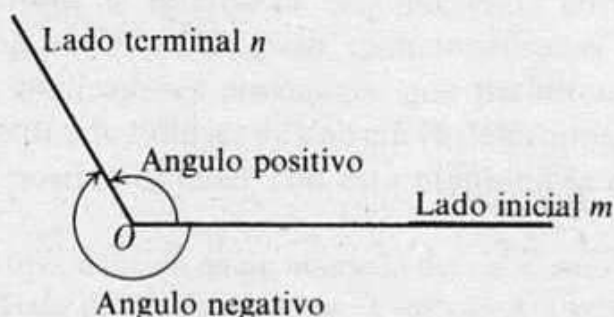 Lado terminal n
Angulo positivo
Lado inicial m
O
Angulo negativo